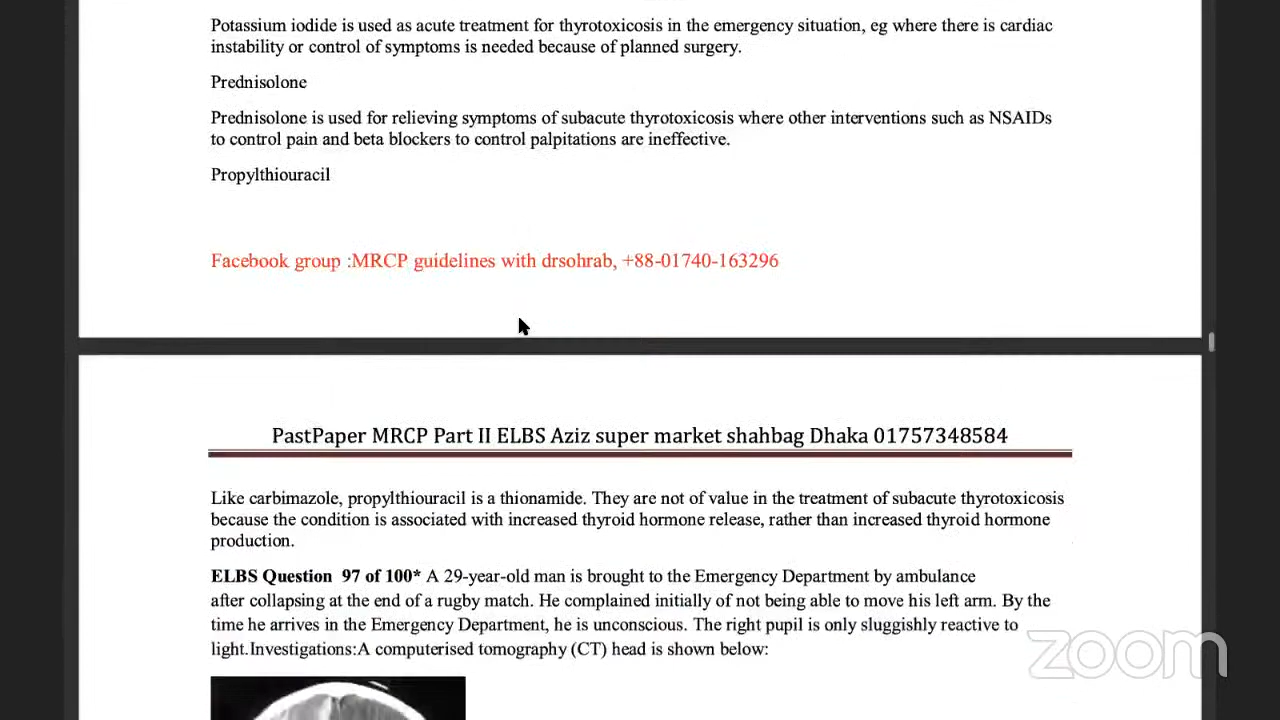 Potassium iodide is used as acute treatment for thyrotoxicosis in the emergency situation, eg where there is cardiac
instability or control of symptoms is needed because of planned surgery.
Prednisolone
Prednisolone is used for relieving symptoms of subacute thyrotoxicosis where other interventions such as NSAIDs
to control pain and beta blockers to control palpitations are ineffective.
Propylthiouracil
Facebook group :MRCP guidelines with drsohrab, +88-01740-163296
PastPaper MRCP Part II ELBS Aziz super market shahbag Dhaka 01757348584
Like carbimazole, propylthiouracil is a thionamide. They are not of value in the treatment of subacute thyrotoxicosis
because the condition is associated with increased thyroid hormone release, rather than increased thyroid hormone
production.
ELBS Question 97 of 100* A 29-year-old man is brought to the Emergency Department by ambulance
after collapsing at the end of a rugby match. He complained initially of not being able to move his left arm. By the
time he arrives in the Emergency Department, he is unconscious. The right pupil is only sluggishly reactive to
light.Investigations:A computerised tomography (CT) head is shown below:
zoom